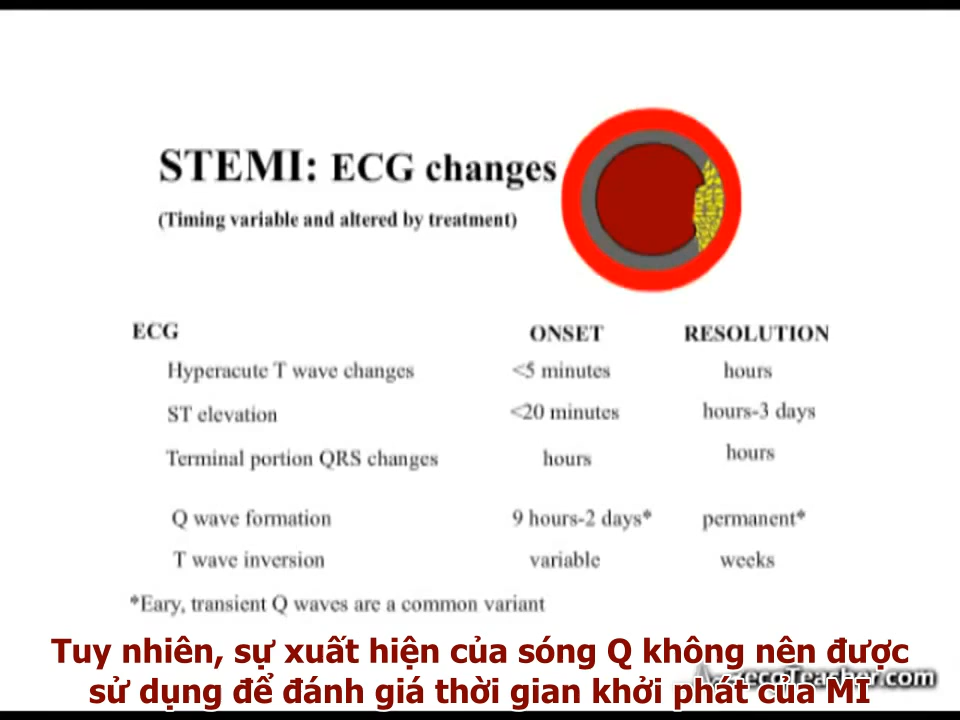 STEMI: ECG changes
(Timing variable and altered by treatment)
ECG ONSET RESOLUTION
Hyperacute T wave changes <5 minutes hours
ST elevation <20 minutes hours-3 days
Terminal portion QRS changes hours hours
Q wave formation 9 hours-2 days* permanent*
T wave inversion variable weeks
*Eary, transient Q waves are a common variant
Tuy nhiên, sự xuất hiện của sóng Q không nên được
sử dụng để đánh giá thời gian khởi phát của MI